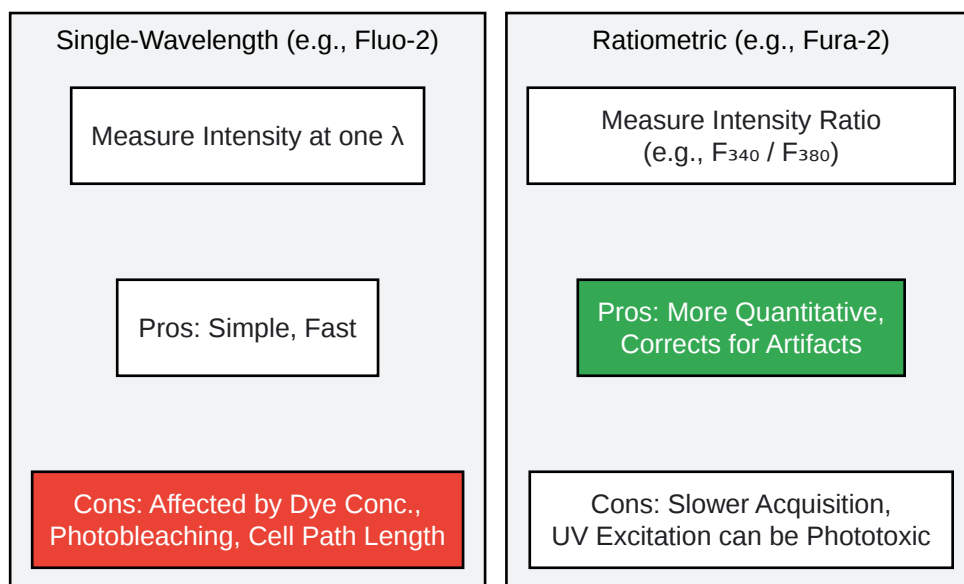 Single-Wavelength (e.g., Fluo-2)
Measure Intensity at one λ
Pros: Simple, Fast
Cons: Affected by Dye Conc.,
Photobleaching, Cell Path Length
Ratiometric (e.g., Fura-2)
Measure Intensity Ratio
(e.g., F₃₄₀ / F₃₈₀)
Pros: More Quantitative,
Corrects for Artifacts
Cons: Slower Acquisition,
UV Excitation can be Phototoxic